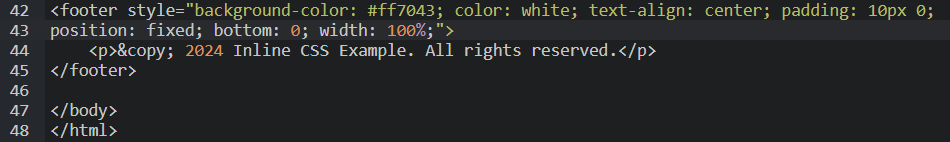 42 <footer style="background-color: #ff7043; color: white; text-align: center; padding: 10px 0;
43 position: fixed; bottom: 0; width: 100%;">
44     <p>&copy; 2024 Inline CSS Example. All rights reserved.</p>
45 </footer>
46
47 </body>
48 </html>